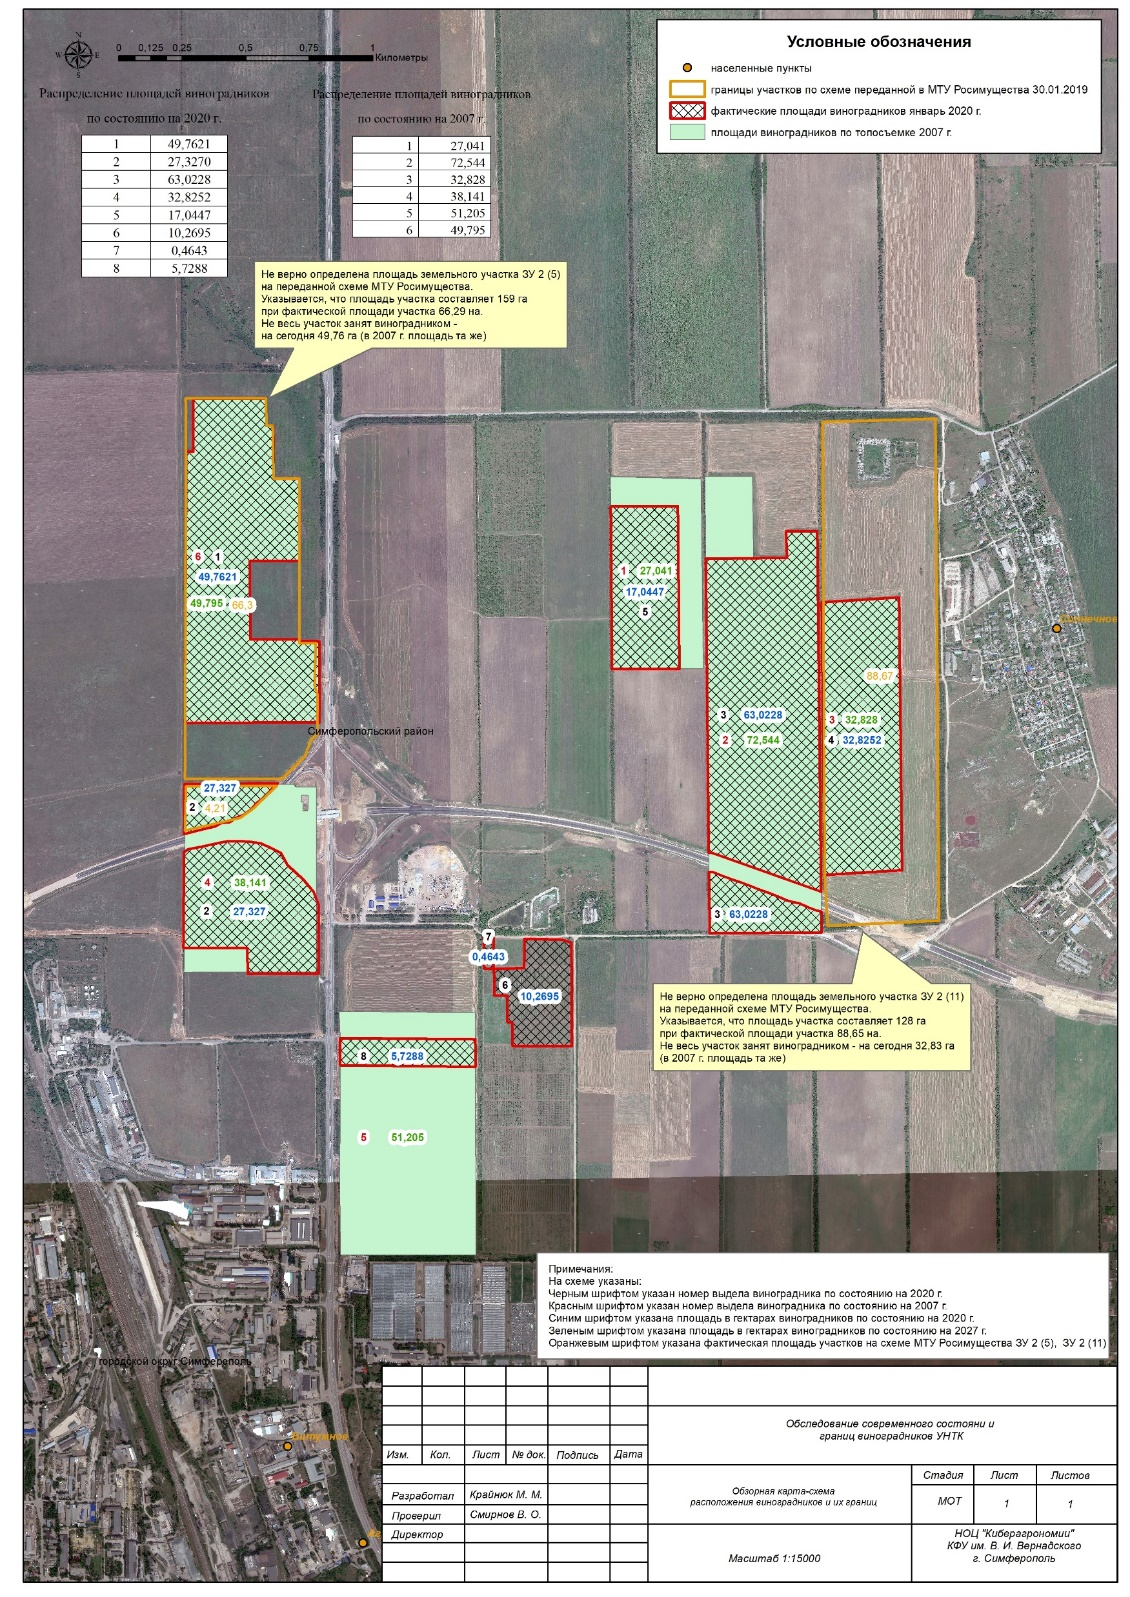 N
W E
S
0 0,125 0,25 0,5 0,75 1
Километры
Распределение площадей виноградников
по состоянию на 2020 г.
1 49,7621
2 27,3270
3 63,0228
4 32,8252
5 17,0447
6 10,2695
7 0,4643
8 5,7288
Распределение площадей виноградников
по состоянию на 2007 г.
1 27,041
2 72,544
3 32,828
4 38,141
5 51,205
6 49,795
Условные обозначения
населенные пункты
границы участков по схеме переданной в МТУ Росимущества 30.01.2019
фактические площади виноградников январь 2020 г.
площади виноградников по топосъемке 2007 г.
Не верно определена площадь земельного участка ЗУ 2 (5)
на переданной схеме МТУ Росимущества.
Указывается, что площадь участка составляет 159 га
при фактической площади участка 66,29 на.
Не весь участок занят виноградником -
на сегодня 49,76 га (в 2007 г. площадь та же)
6 1
49,7621
49,795 66,3
1 27,041
17,0447
5
88,67
3 63,0228
2 72,544
3 32,828
4 32,8252
Симферопольский район
27,327
2 4,21
4 38,141
2 27,327
3 63,0228
7
0,4643
6
10,2695
8 5,7288
5 51,205
Не верно определена площадь земельного участка ЗУ 2 (11)
на переданной схеме МТУ Росимущества.
Указывается, что площадь участка составляет 128 га
при фактической площади участка 88,65 на.
Не весь участок занят виноградником - на сегодня 32,83 га
(в 2007 г. площадь та же)
Примечания:
На схеме указаны:
Черным шрифтом указан номер выдела виноградника по состоянию на 2020 г.
Красным шрифтом указан номер выдела виноградника по состоянию на 2007 г.
Синим шрифтом указана площадь в гектарах виноградников по состоянию на 2020 г.
Зеленым шрифтом указана площадь в гектарах виноградников по состоянию на 2027 г.
Оранжевым шрифтом указана фактическая площадь участков на схеме МТУ Росимущества ЗУ 2 (5), ЗУ 2 (11)
городской округ Симферополь
Изм. Кол. Лист № док. Подпись Дата
Разработал Крайнюк М. М.
Проверил Смирнов В. О.
Директор
Обследование современного состояни и
границ виноградников УНТК
Обзорная карта-схема
расположения виноградников и их границ
Масштаб 1:15000
Стадия Лист Листов
МОТ 1 1
НОЦ "Киберагрономии"
КФУ им. В. И. Вернадского
г. Симферополь